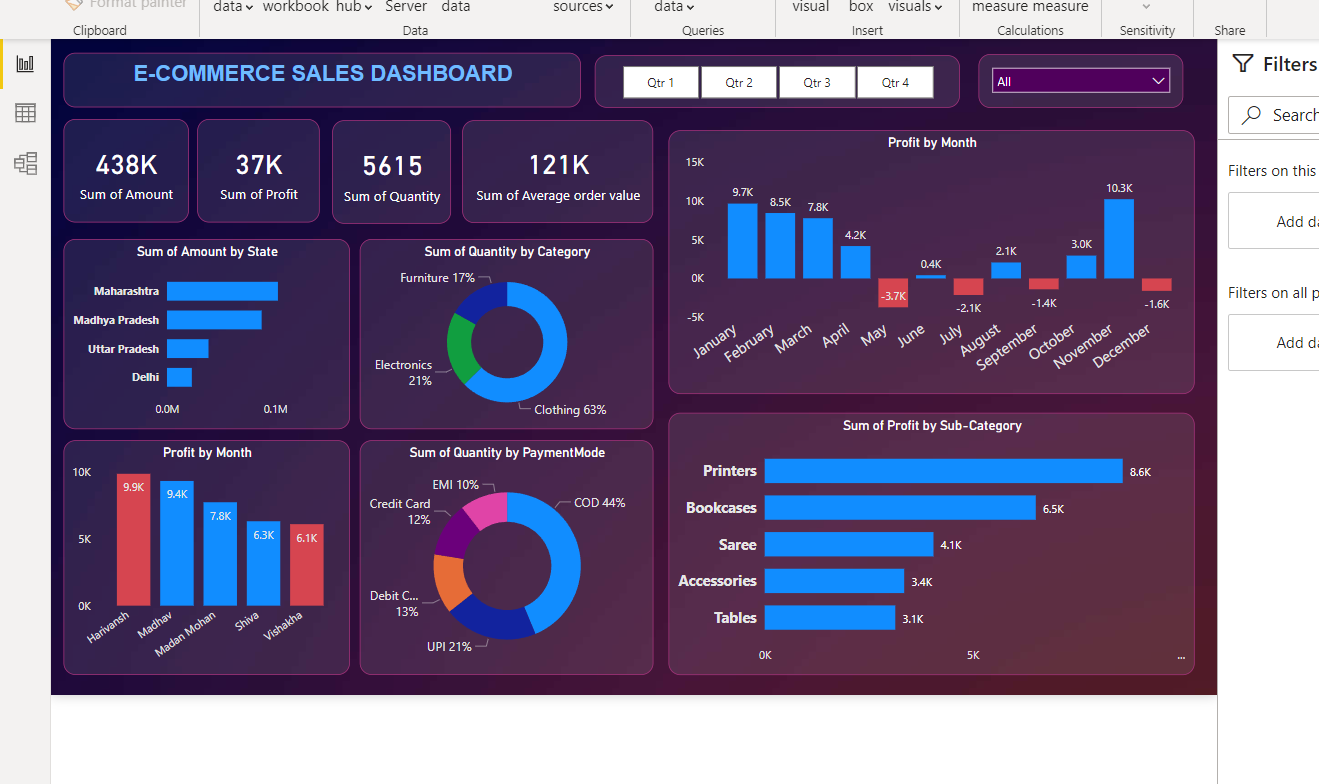 Format painter
data
workbook
hub
Server
data
sources
data
visual
box
visuals
measure
measure
Clipboard
Data
Queries
Insert
Calculations
Sensitivity
Share
E-COMMERCE SALES DASHBOARD
Qtr 1
Qtr 2
Qtr 3
Qtr 4
All
Filters
Search
Filters on this
Add da
Filters on all p
Add da
438K
Sum of Amount
37K
Sum of Profit
5615
Sum of Quantity
121K
Sum of Average order value
Profit by Month
15K
10K
5K
0K
-5K
9.7K
8.5K
7.8K
4.2K
-3.7K
0.4K
-2.1K
2.1K
-1.4K
3.0K
10.3K
-1.6K
January
February
March
April
May
June
July
August
September
October
November
December
Sum of Amount by State
Maharashtra
Madhya Pradesh
Uttar Pradesh
Delhi
0.0M
0.1M
Sum of Quantity by Category
Furniture 17%
Electronics
21%
Clothing 63%
Profit by Month
10K
5K
0K
9.9K
9.4K
7.8K
6.3K
6.1K
Harivansh
Madhav
Madan Mohan
Shiva
Vishakha
Sum of Quantity by PaymentMode
EMI 10%
Credit Card
12%
COD 44%
Debit C...
13%
UPI 21%
Sum of Profit by Sub-Category
Printers
8.6K
Bookcases
6.5K
Saree
4.1K
Accessories
3.4K
Tables
3.1K
0K
5K
...